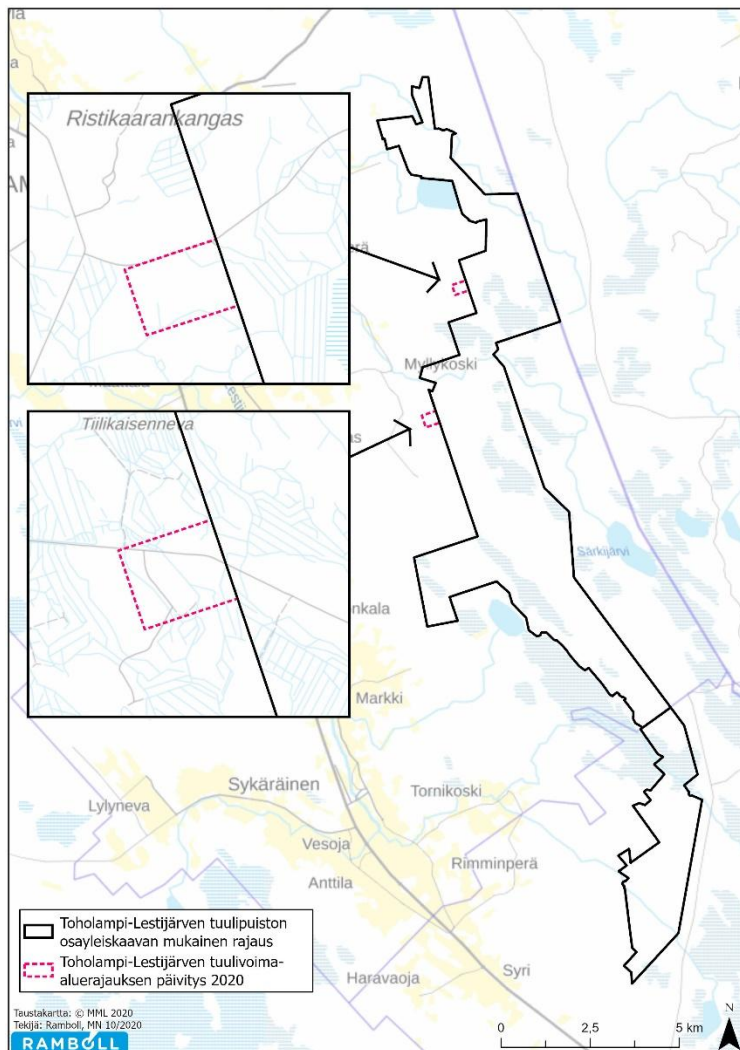 Ristikaarankangas
Myllykoski
Tiilikaisenneva
Särkijärvi
Markki
Sykäräinen
Tornikoski
Lylyneva
Vesoja
Rimminperä
Anttila
Syri
Haravaoja
Toholampi-Lestijärven tuulipuiston
osayleiskaavan mukainen rajaus
Toholampi-Lestijärven tuulivoima-
aluerajauksen päivitys 2020
Taustakartta: © MML 2020
Tekijä: Ramboll, MN 10/2020
RAMBOLL
0 2,5 5 km
N